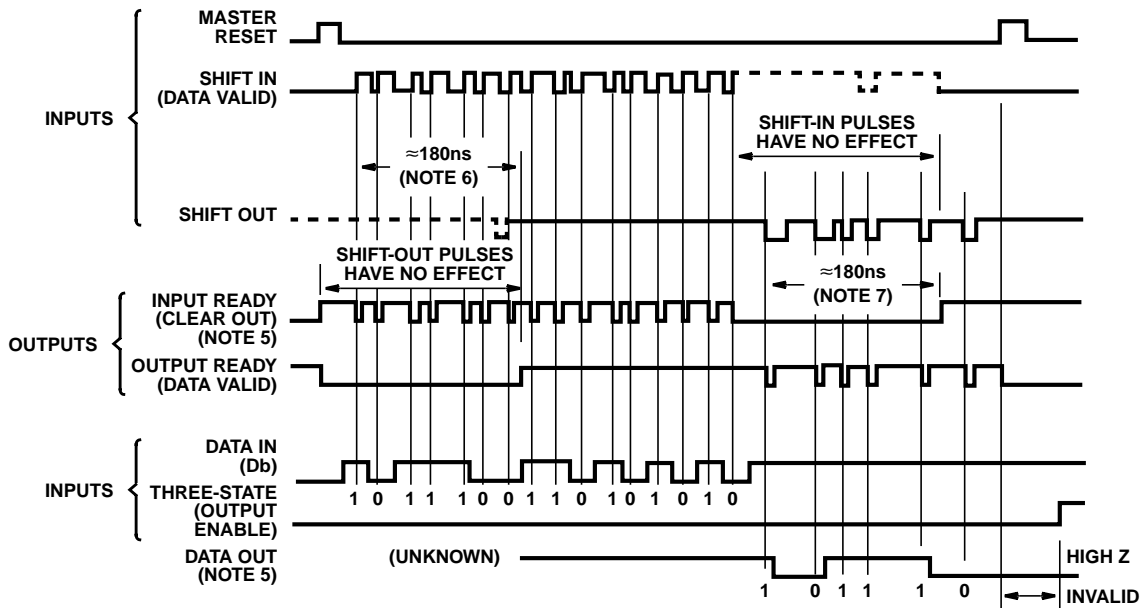 MASTER
RESET
SHIFT IN
(DATA VALID)
INPUTS
SHIFT-IN PULSES
HAVE NO EFFECT
≈180ns
(NOTE 6)
SHIFT OUT
SHIFT-OUT PULSES
HAVE NO EFFECT
≈180ns
(NOTE 7)
INPUT READY
(CLEAR OUT)
(NOTE 5)
OUTPUTS
OUTPUT READY
(DATA VALID)
DATA IN
(Db)
INPUTS
1 0 1 1 1 0 0 1 1 0 1 0 1 0 1 0
THREE-STATE
(OUTPUT
ENABLE)
DATA OUT
(NOTE 5)
(UNKNOWN)
HIGH Z
1 0 1 1 1 0
INVALID